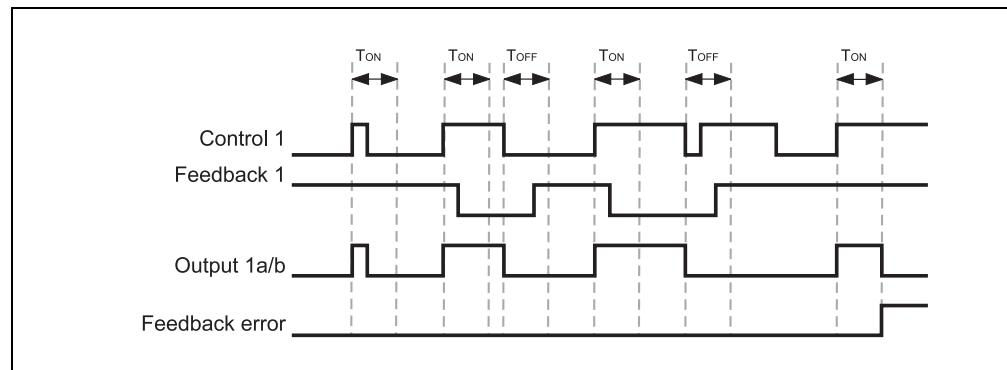 TON TON TOFF TON TOFF TON
Control 1
Feedback 1
Output 1a/b
Feedback error